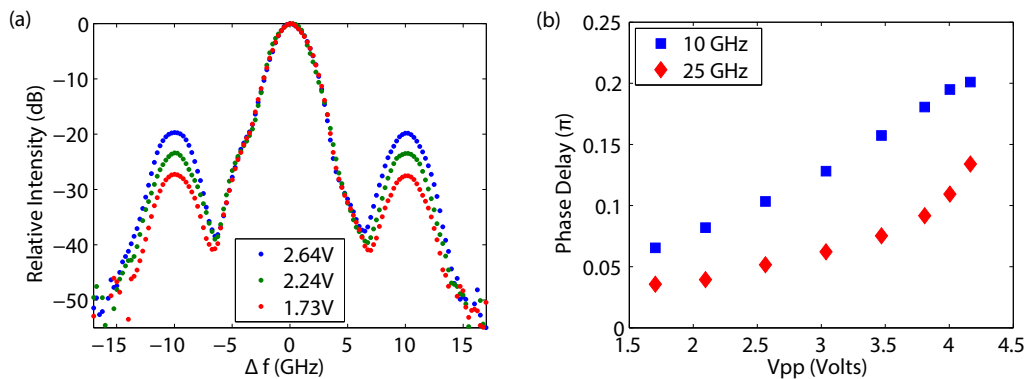 (a)
Relative Intensity (dB)
0
−10
−20
−30
−40
−50
2.64V
2.24V
1.73V
−15
−10
−5
0
5
10
15
Δ f (GHz)
(b)
Phase Delay (π)
0.25
0.2
0.15
0.1
0.05
0
10 GHz
25 GHz
1.5
2
2.5
3
3.5
4
4.5
Vpp (Volts)